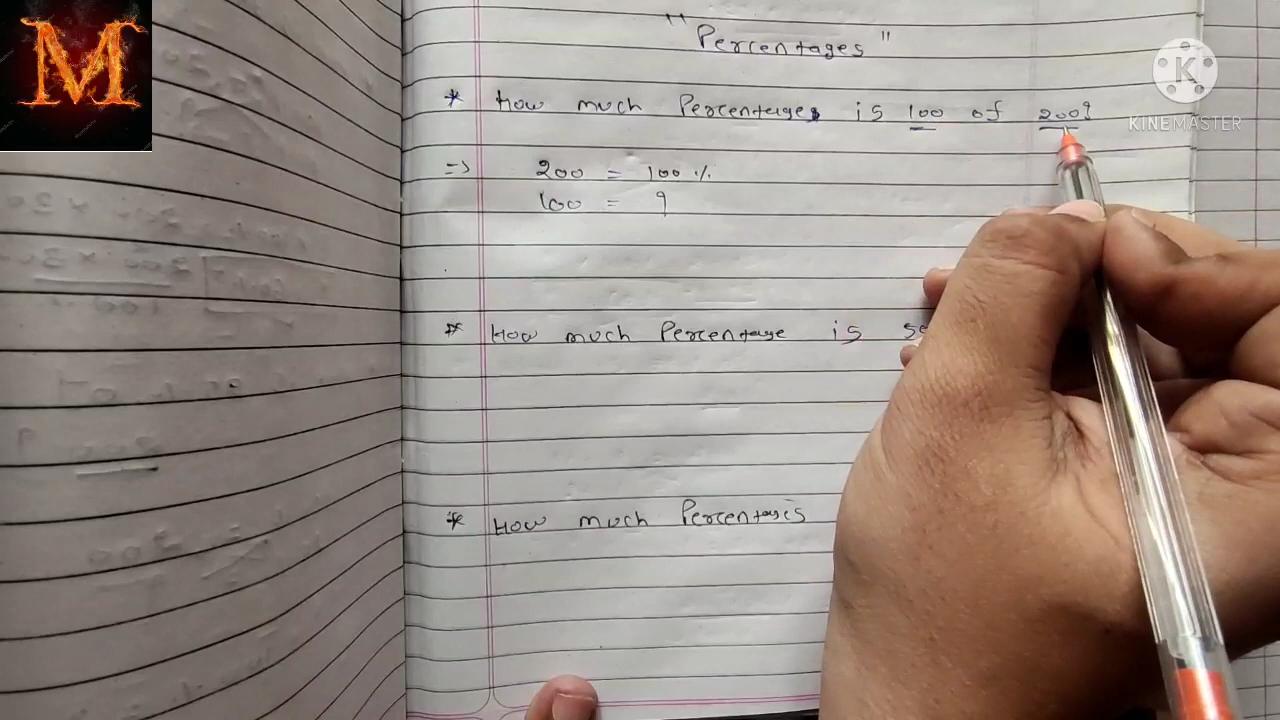 M
"Percentages"
KINEMASTER
* How much Percentages is 100 of 200?
=> 200 = 100 %
100 = ?
* How much Percentage is
* How much Percentages